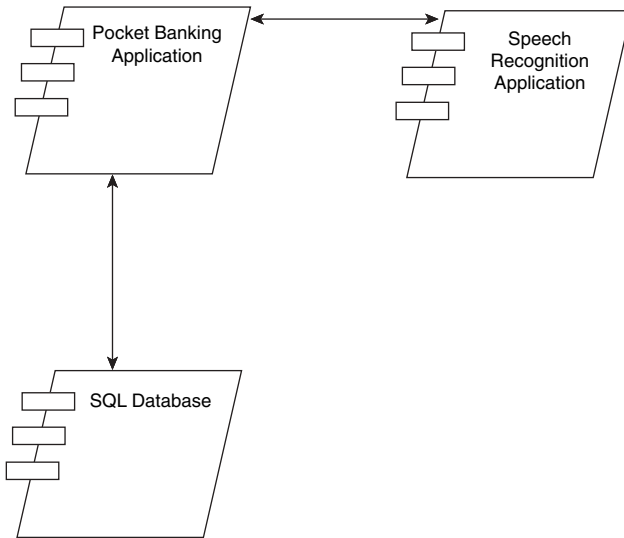 Pocket Banking
Application
Speech
Recognition
Application
SQL Database